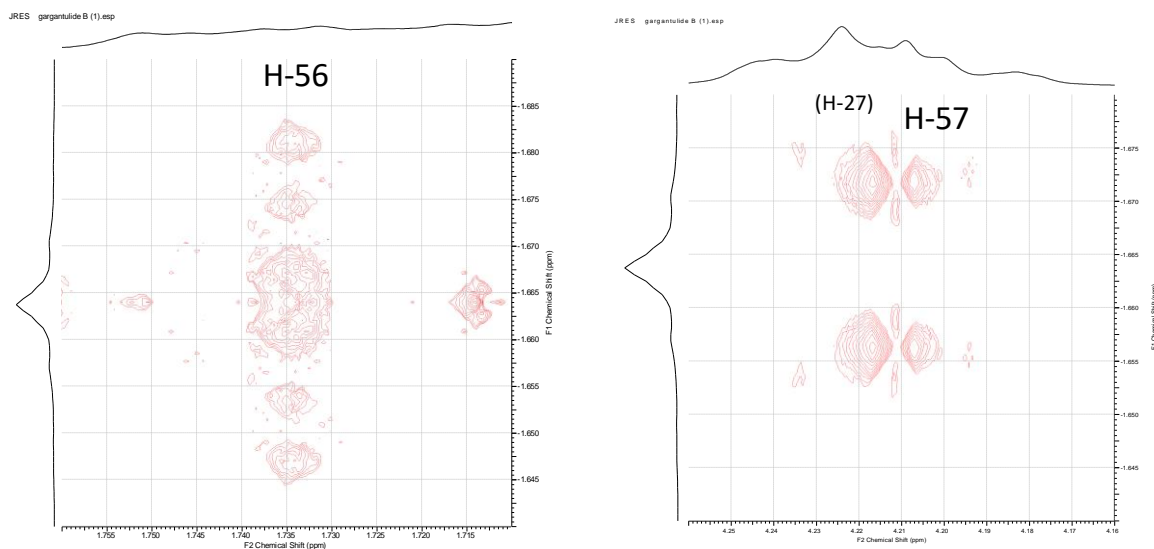 JRES gargantulide B (1).esp
H-56
-1.645
-1.650
-1.655
-1.660
-1.665
-1.670
-1.675
-1.680
-1.685
F1 Chemical Shift (ppm)
1.755 1.750 1.745 1.740 1.735 1.730 1.725 1.720 1.715
F2 Chemical Shift (ppm)
JRES gargantulide B (1).esp
(H-27)
H-57
-1.675
-1.670
-1.665
-1.660
-1.655
-1.650
-1.645
4.25 4.24 4.23 4.22 4.21 4.20 4.19 4.18 4.17 4.16
F2 Chemical Shift (ppm)